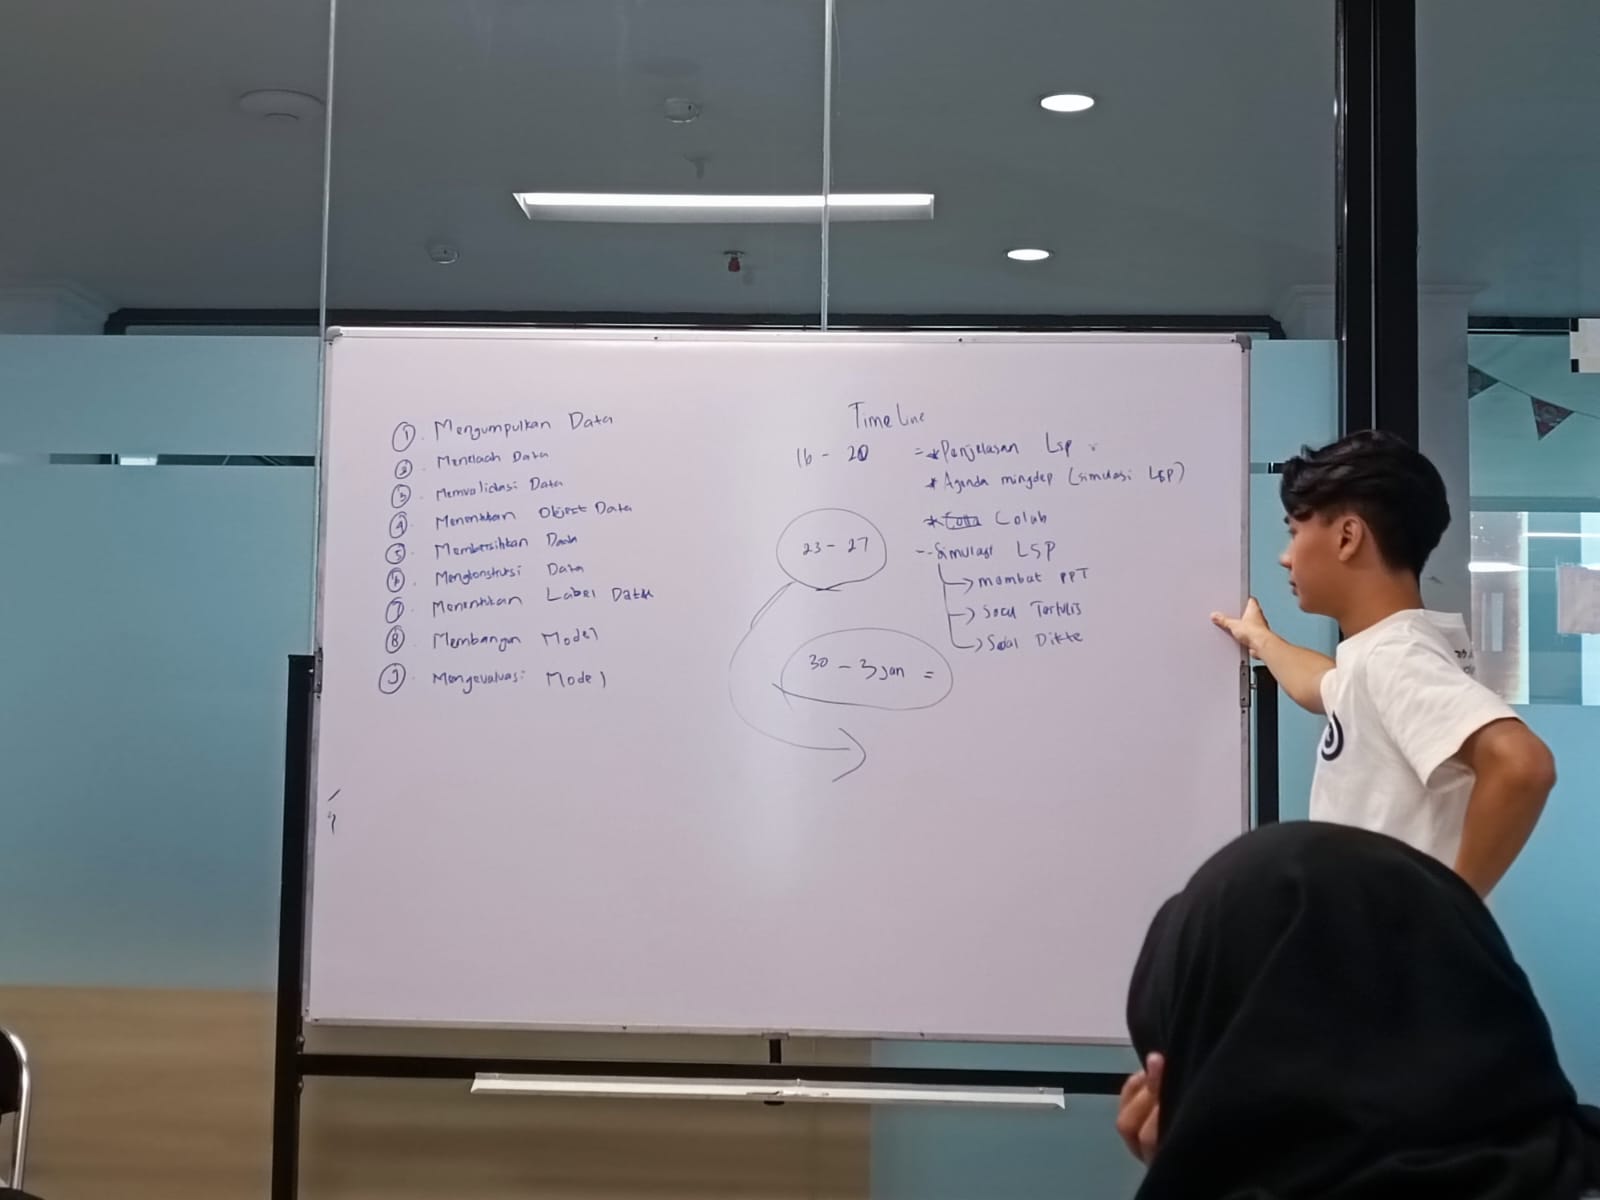 1. Mengumpulkan Data
2. Menelaah Data
3. Memvalidasi Data
4. Menentukan Object Data
5. Membersihkan Data
6. Mengkonstruksi Data
7. Menentukan Label Data
8. Membangun Model
9. Mengevaluasi Model
Time Line
16 - 20 = * Penjelasan Lsp
* Agenda mingdep (simulasi LSP)
* Colab
23 - 27 - Simulasi LSP
→ membuat PPT
→ Soal Tertulis
→ Soal Dikte
30 - 3 Jan =